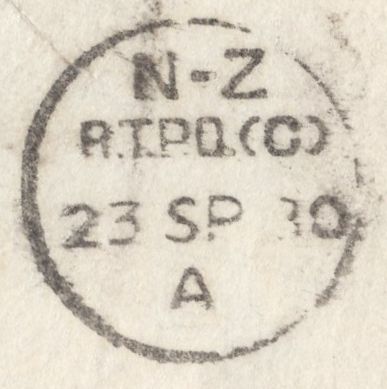 N-Z
R.T.P.O.(C)
23 SP 30
A